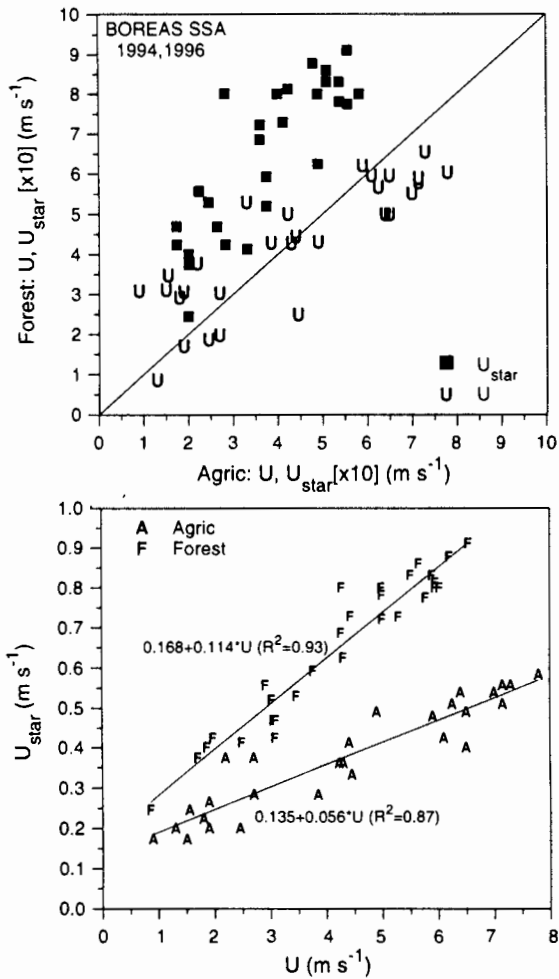 BOREAS SSA
1994,1996
Forest: U, U_star [x10] (m s⁻¹)
10
9
8
7
6
5
4
3
2
1
0
■ U_star
U U
0 1 2 3 4 5 6 7 8 9 10
Agric: U, U_star[x10] (m s⁻¹)
A Agric
F Forest
U_star (m s⁻¹)
1.0
0.9
0.8
0.7
0.6
0.5
0.4
0.3
0.2
0.1
0.0
0.168+0.114*U (R²=0.93)
0.135+0.056*U (R²=0.87)
0 1 2 3 4 5 6 7 8
U (m s⁻¹)